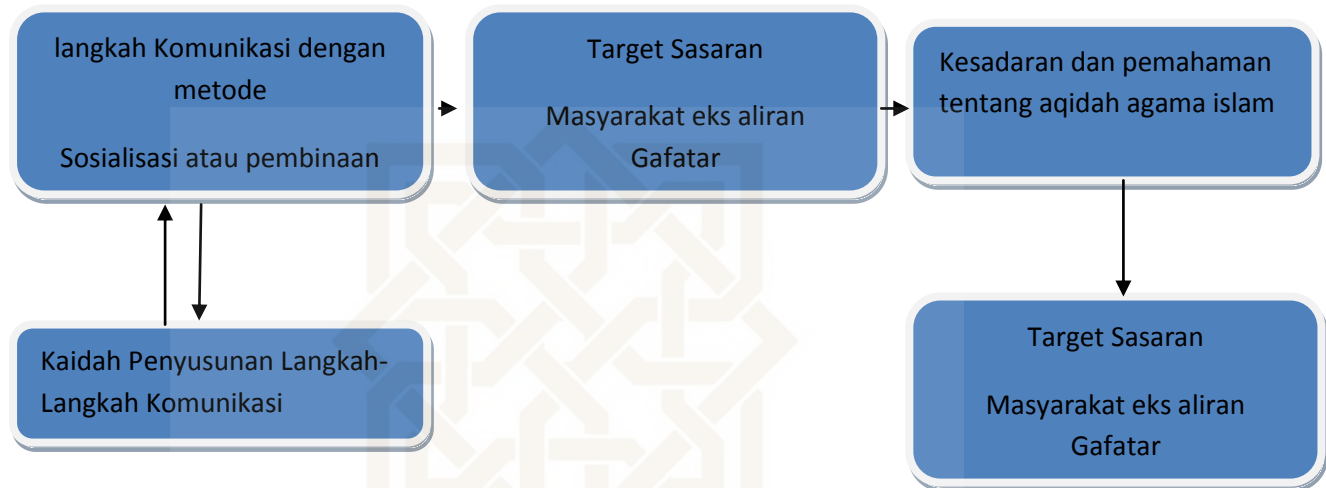 langkah Komunikasi dengan
metode
Sosialisasi atau pembinaan
Target Sasaran
Masyarakat eks aliran
Gafatar
Kesadaran dan pemahaman
tentang aqidah agama islam
Kaidah Penyusunan Langkah-
Langkah Komunikasi
Target Sasaran
Masyarakat eks aliran
Gafatar